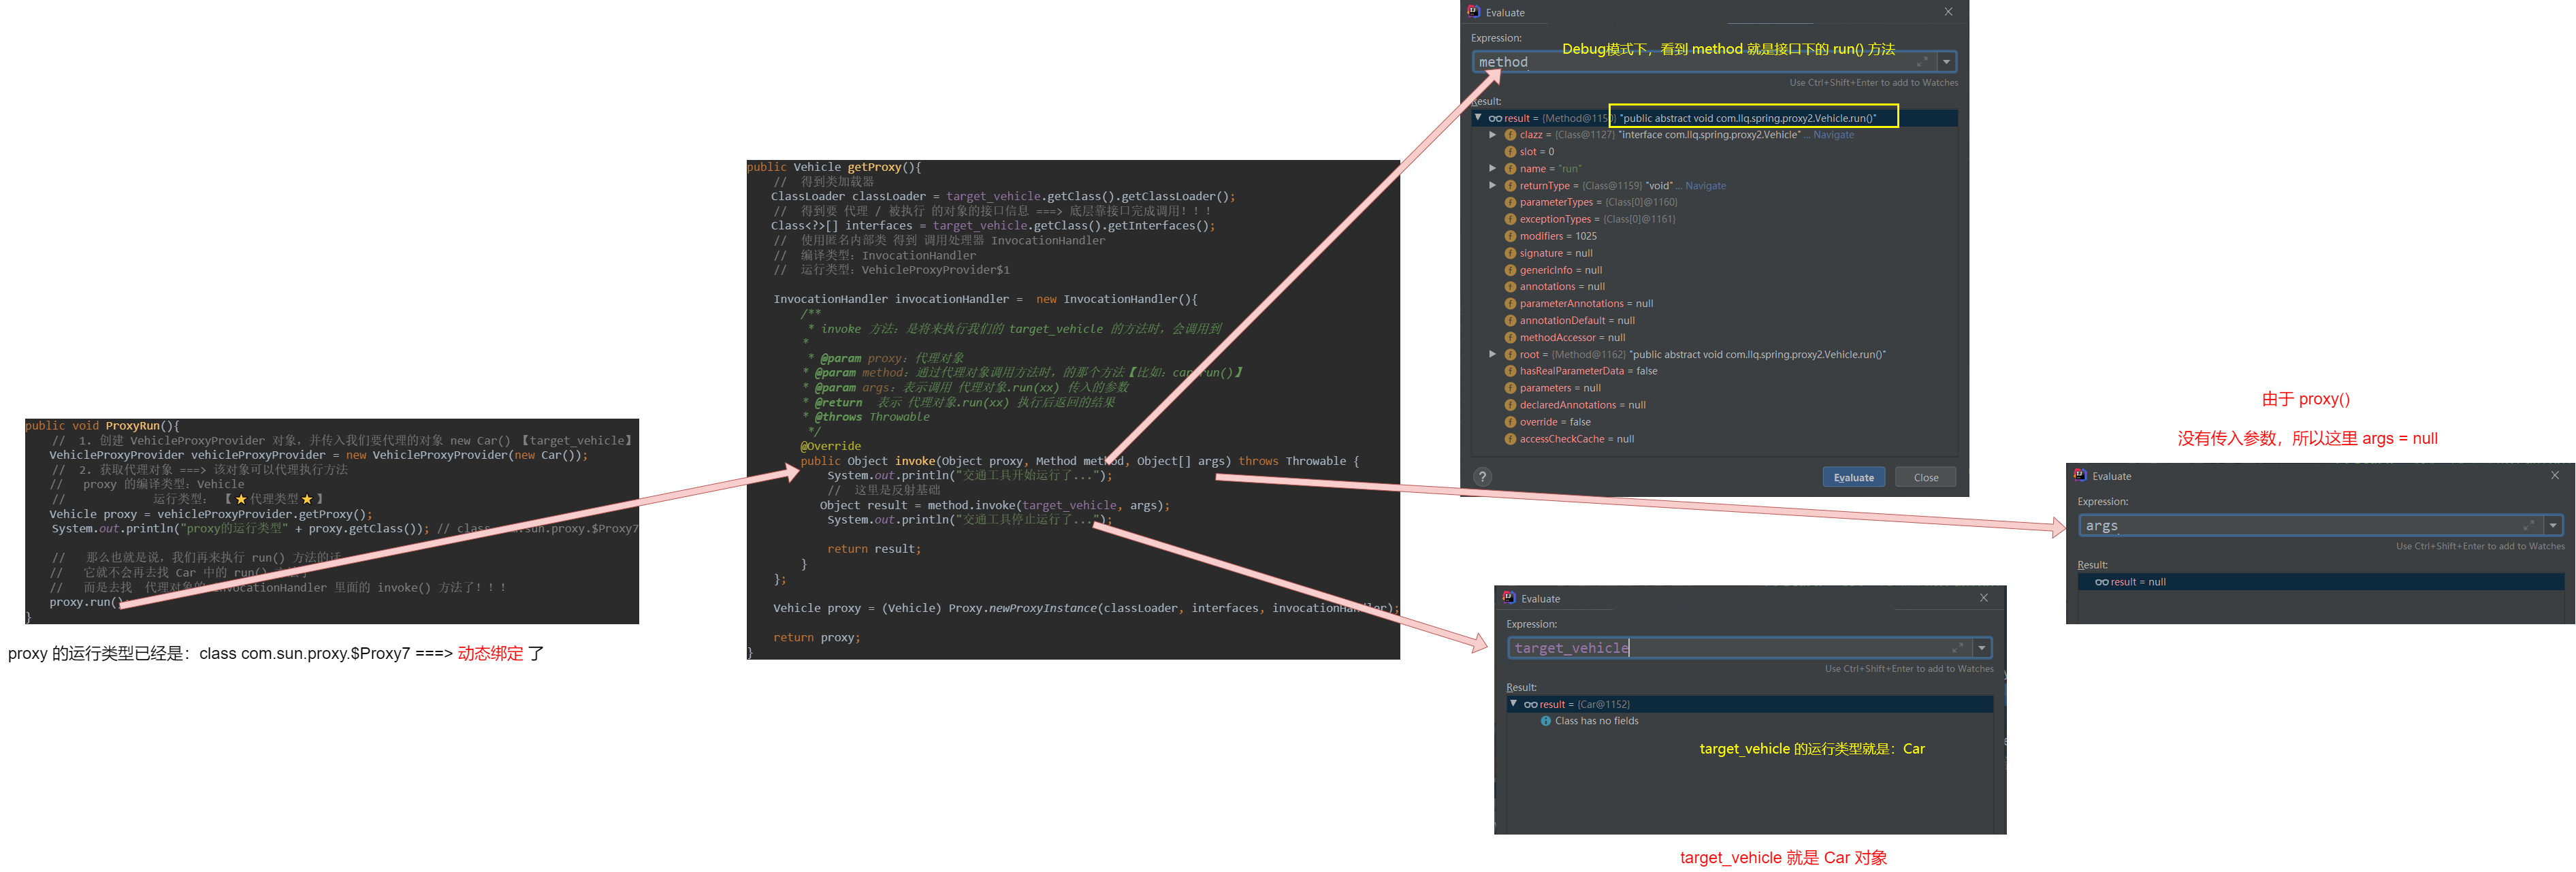 public void ProxyRun(){
// 1. 创建 VehicleProxyProvider 对象，并传入我们要代理的对象 new Car() 【target_vehicle】
VehicleProxyProvider vehicleProxyProvider = new VehicleProxyProvider(new Car());
// 2. 获取代理对象 ===> 该对象可以代理执行方法
// proxy 的编译类型：Vehicle
// 运行类型： 【⭐代理类型⭐】
Vehicle proxy = vehicleProxyProvider.getProxy();
System.out.println("proxy的运行类型" + proxy.getClass()); // class com.sun.proxy.$Proxy7
// 那么也就是说，我们再来执行 run() 方法的话
// 它就不会再去找 Car 中的 run()
// 而是去找 代理对象的 InvocationHandler 里面的 invoke() 方法了！！！
proxy.run();
}
proxy 的运行类型已经是：class com.sun.proxy.$Proxy7 ===> 动态绑定 了
public Vehicle getProxy(){
// 得到类加载器
ClassLoader classLoader = target_vehicle.getClass().getClassLoader();
// 得到要 代理 / 被执行 的对象的接口信息 ===> 底层靠接口完成调用！！！
Class<?>[] interfaces = target_vehicle.getClass().getInterfaces();
// 使用匿名内部类 得到 调用处理器 InvocationHandler
// 编译类型：InvocationHandler
// 运行类型：VehicleProxyProvider$1
InvocationHandler invocationHandler = new InvocationHandler(){
/**
* invoke 方法：是将来执行我们的 target_vehicle 的方法时，会调用到
*
* @param proxy：代理对象
* @param method：通过代理对象调用方法时，的那个方法【比如：car.run()】
* @param args：表示调用 代理对象.run(xx) 传入的参数
* @return 表示 代理对象.run(xx) 执行后返回的结果
* @throws Throwable
*/
@Override
public Object invoke(Object proxy, Method method, Object[] args) throws Throwable {
System.out.println("交通工具开始运行了...");
// 这里是反射基础
Object result = method.invoke(target_vehicle, args);
System.out.println("交通工具停止运行了...");
return result;
}
};
Vehicle proxy = (Vehicle) Proxy.newProxyInstance(classLoader, interfaces, invocationHandler);
return proxy;
}
Evaluate
Expression:
Debug模式下，看到 method 就是接口下的 run() 方法
method
Use Ctrl+Shift+Enter to add to Watches
Result:
result = {Method@1150} "public abstract void com.llq.spring.proxy2.Vehicle.run()"
clazz = {Class@1127} "interface com.llq.spring.proxy2.Vehicle" ... Navigate
slot = 0
name = "run"
returnType = {Class@1159} "void" ... Navigate
parameterTypes = {Class[0]@1160}
exceptionTypes = {Class[0]@1161}
modifiers = 1025
signature = null
genericInfo = null
annotations = null
parameterAnnotations = null
annotationDefault = null
methodAccessor = null
root = {Method@1162} "public abstract void com.llq.spring.proxy2.Vehicle.run()"
hasRealParameterData = false
parameters = null
declaredAnnotations = null
override = false
accessCheckCache = null
?
Evaluate
Close
Evaluate
Expression:
target_vehicle
Use Ctrl+Shift+Enter to add to Watches
Result:
result = {Car@1152}
Class has no fields
target_vehicle 的运行类型就是：Car
target_vehicle 就是 Car 对象
由于 proxy()
没有传入参数，所以这里 args = null
Evaluate
Expression:
args
Use Ctrl+Shift+Enter to add to Watches
Result:
result = null